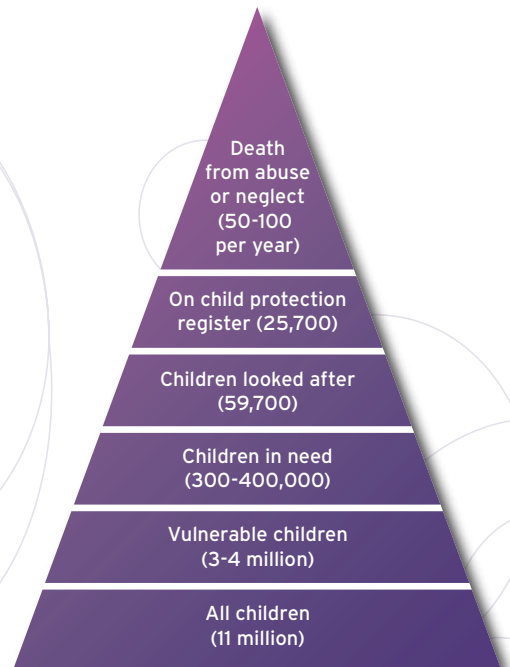 Death
from abuse
or neglect
(50-100
per year)
On child protection
register (25,700)
Children looked after
(59,700)
Children in need
(300-400,000)
Vulnerable children
(3-4 million)
All children
(11 million)